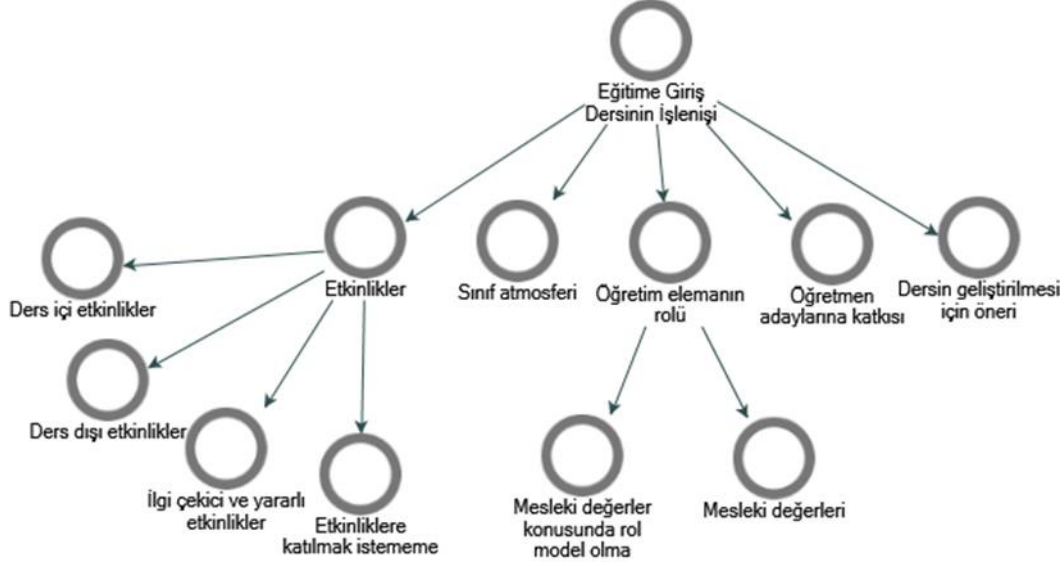 Eğitime Giriş
Dersinin İşlenişi
Etkinlikler
Sınıf atmosferi
Öğretim elemanın
rolü
Öğretmen
adaylarına katkısı
Dersin geliştirilmesi
için öneri
Ders içi etkinlikler
Ders dışı etkinlikler
İlgi çekici ve yararlı
etkinlikler
Etkinliklere
katılmak istememe
Mesleki değerler
konusunda rol
model olma
Mesleki değerleri